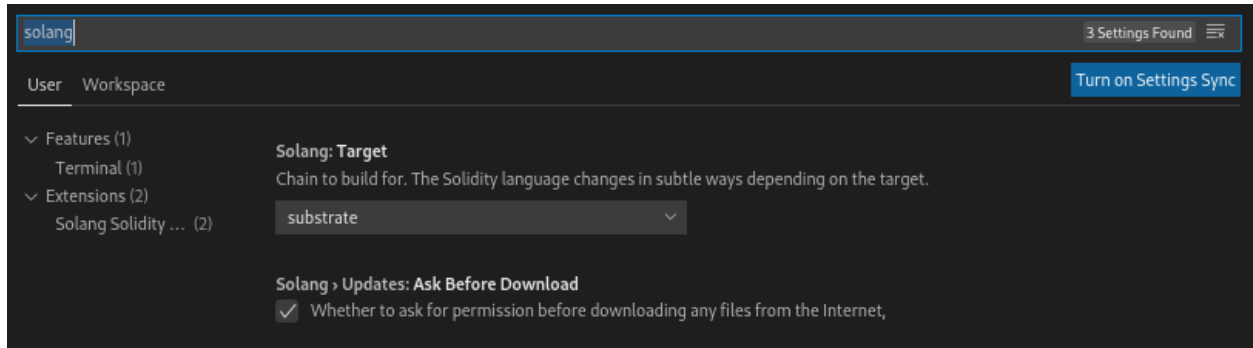 solang
3 Settings Found
User Workspace
Turn on Settings Sync
Features (1)
Terminal (1)
Extensions (2)
Solang Solidity ... (2)
Solang: Target
Chain to build for. The Solidity language changes in subtle ways depending on the target.
substrate
Solang › Updates: Ask Before Download
Whether to ask for permission before downloading any files from the Internet,